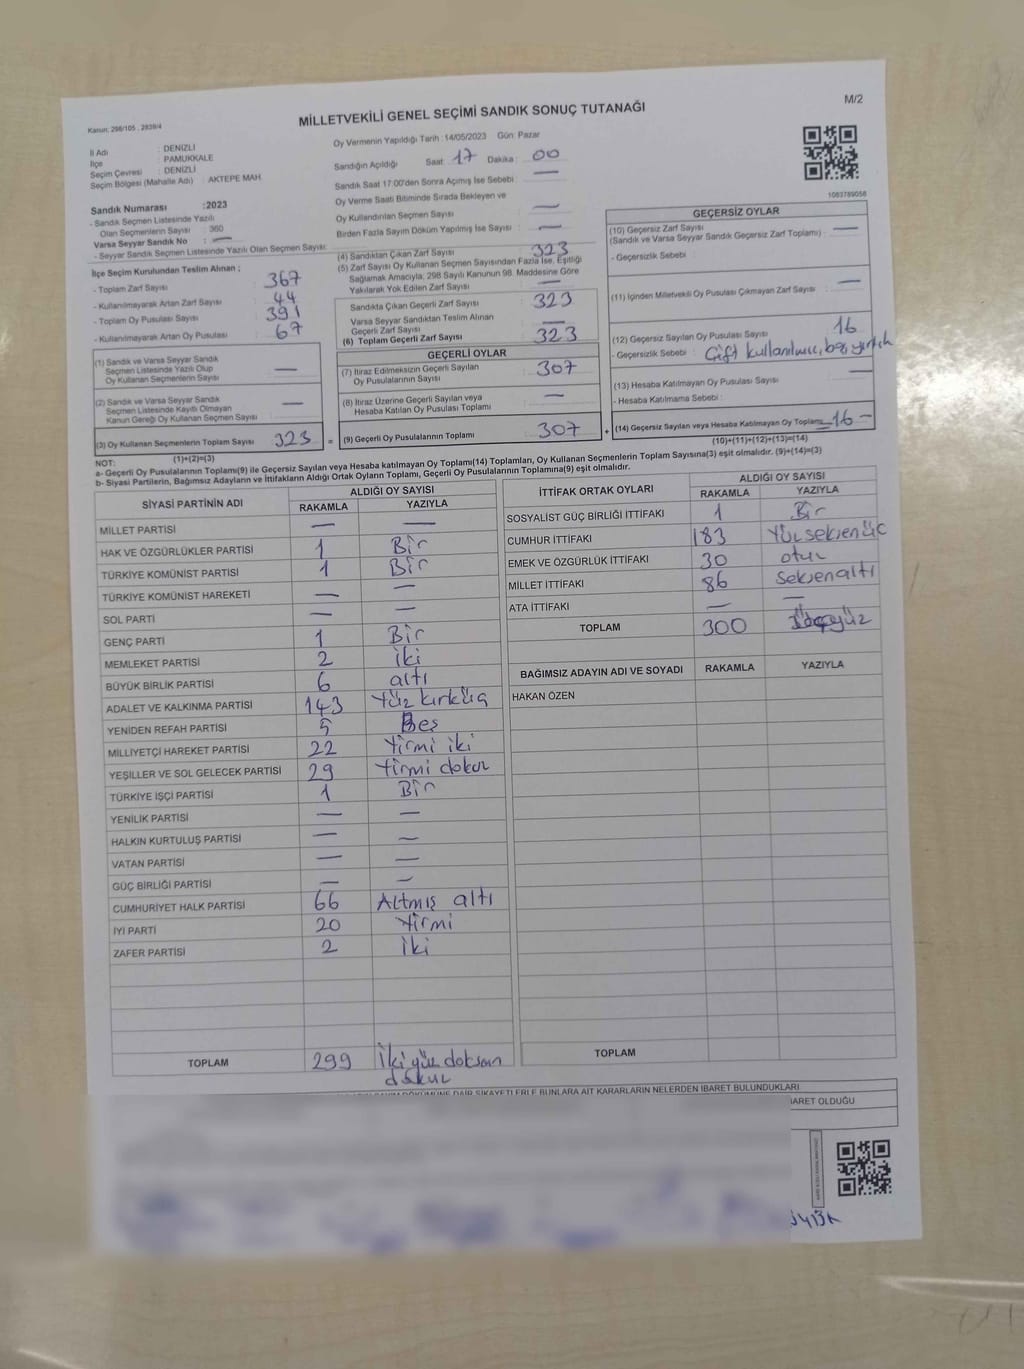 Kanun: 298/105 , 2839/4
MİLLETVEKİLİ GENEL SEÇİMİ SANDIK SONUÇ TUTANAĞI
M/2
İl Adı : DENİZLİ
İlçe : PAMUKKALE
Seçim Çevresi : DENİZLİ
Seçim Bölgesi (Mahalle Adı) : AKTEPE MAH
Sandık Numarası :2023
- Sandık Seçmen Listesinde Yazılı
Olan Seçmenlerin Sayısı : 360
Varsa Seyyar Sandık No : —
- Seyyar Sandık Seçmen Listesinde Yazılı Olan Seçmen Sayısı:
İlçe Seçim Kurulundan Teslim Alınan ;
- Toplam Zarf Sayısı : 367
- Kullanılmayarak Artan Zarf Sayısı : 44
- Toplam Oy Pusulası Sayısı : 391
- Kullanılmayarak Artan Oy Pusulası : 67
(1) Sandık ve Varsa Seyyar Sandık
Seçmen Listesinde Yazılı Olup
Oy Kullanan Seçmenlerin Sayısı : —
(2) Sandık ve Varsa Seyyar Sandık
Seçmen Listesinde Kayıtlı Olmayan
Kanun Gereği Oy Kullanan Seçmen Sayısı : —
(3) Oy Kullanan Seçmenlerin Toplam Sayısı : 323 =
(1)+(2)=(3)
Oy Vermenin Yapıldığı Tarih :14/05/2023 Gün: Pazar
Sandığın Açıldığı Saat: 17 Dakika : 00
Sandık Saat 17:00'den Sonra Açılmış İse Sebebi : —
Oy Verme Saati Bitiminde Sırada Bekleyen ve
Oy Kullandırılan Seçmen Sayısı : —
Birden Fazla Sayım Döküm Yapılmış İse Sayısı : —
(4) Sandıktan Çıkan Zarf Sayısı : 323
(5) Zarf Sayısı Oy Kullanan Seçmen Sayısından Fazla İse, Eşitliği
Sağlamak Amacıyla, 298 Sayılı Kanunun 98. Maddesine Göre
Yakılarak Yok Edilen Zarf Sayısı : —
Sandıkta Çıkan Geçerli Zarf Sayısı : 323
Varsa Seyyar Sandıktan Teslim Alınan
Geçerli Zarf Sayısı : —
(6) Toplam Geçerli Zarf Sayısı : 323
GEÇERLİ OYLAR
(7) İtiraz Edilmeksizin Geçerli Sayılan
Oy Pusulalarının Sayısı : 307
(8) İtiraz Üzerine Geçerli Sayılan veya
Hesaba Katılan Oy Pusulası Toplamı : —
(9) Geçerli Oy Pusulalarının Toplamı : 307 +
1083789058
GEÇERSİZ OYLAR
(10) Geçersiz Zarf Sayısı
(Sandık ve Varsa Seyyar Sandık Geçersiz Zarf Toplamı) : —
- Geçersizlik Sebebi :
(11) İçinden Milletvekili Oy Pusulası Çıkmayan Zarf Sayısı : —
(12) Geçersiz Sayılan Oy Pusulası Sayısı : 16
- Geçersizlik Sebebi : Çift kullanılmış, boş, yırtık
(13) Hesaba Katılmayan Oy Pusulası Sayısı : —
- Hesaba Katılmama Sebebi :
(14) Geçersiz Sayılan veya Hesaba Katılmayan Oy Toplamı : 16 —
(10)+(11)+(12)+(13)=(14)
NOT:
a- Geçerli Oy Pusulalarının Toplamı(9) ile Geçersiz Sayılan veya Hesaba katılmayan Oy Toplamı(14) Toplamları, Oy Kullanan Seçmenlerin Toplam Sayısına(3) eşit olmalıdır. (9)+(14)=(3)
b- Siyasi Partilerin, Bağımsız Adayların ve İttifakların Aldığı Ortak Oyların Toplamı, Geçerli Oy Pusulalarının Toplamına(9) eşit olmalıdır.
SİYASİ PARTİNİN ADI ALDIĞI OY SAYISI
RAKAMLA YAZIYLA
MİLLET PARTİSİ — —
HAK VE ÖZGÜRLÜKLER PARTİSİ 1 Bir
TÜRKİYE KOMÜNİST PARTİSİ 1 Bir
TÜRKİYE KOMÜNİST HAREKETİ — —
SOL PARTİ — —
GENÇ PARTİ 1 Bir
MEMLEKET PARTİSİ 2 iki
BÜYÜK BİRLİK PARTİSİ 6 altı
ADALET VE KALKINMA PARTİSİ 143 Yüz kırküç
YENİDEN REFAH PARTİSİ 5 Beş
MİLLİYETÇİ HAREKET PARTİSİ 22 Yirmi iki
YEŞİLLER VE SOL GELECEK PARTİSİ 29 Yirmi dokuz
TÜRKİYE İŞÇİ PARTİSİ 1 Bir
YENİLİK PARTİSİ — —
HALKIN KURTULUŞ PARTİSİ — —
VATAN PARTİSİ — —
GÜÇ BİRLİĞİ PARTİSİ — —
CUMHURİYET HALK PARTİSİ 66 Altmış altı
İYİ PARTİ 20 Yirmi
ZAFER PARTİSİ 2 iki
TOPLAM 299 İkiyüz doksan
dokuz
İTTİFAK ORTAK OYLARI ALDIĞI OY SAYISI
RAKAMLA YAZIYLA
SOSYALİST GÜÇ BİRLİĞİ İTTİFAKI 1 Bir
CUMHUR İTTİFAKI 183 Yüzseksenüç
EMEK VE ÖZGÜRLÜK İTTİFAKI 30 otuz
MİLLET İTTİFAKI 86 seksenaltı
ATA İTTİFAKI — —
TOPLAM 300 Üçyüz
BAĞIMSIZ ADAYIN ADI VE SOYADI RAKAMLA YAZIYLA
HAKAN ÖZEN
TOPLAM
DÖKÜMÜNE DAİR ŞİKAYETLERLE BUNLARA AİT KARARLARIN NELERDEN İBARET BULUNDUKLARI
İBARET OLDUĞU